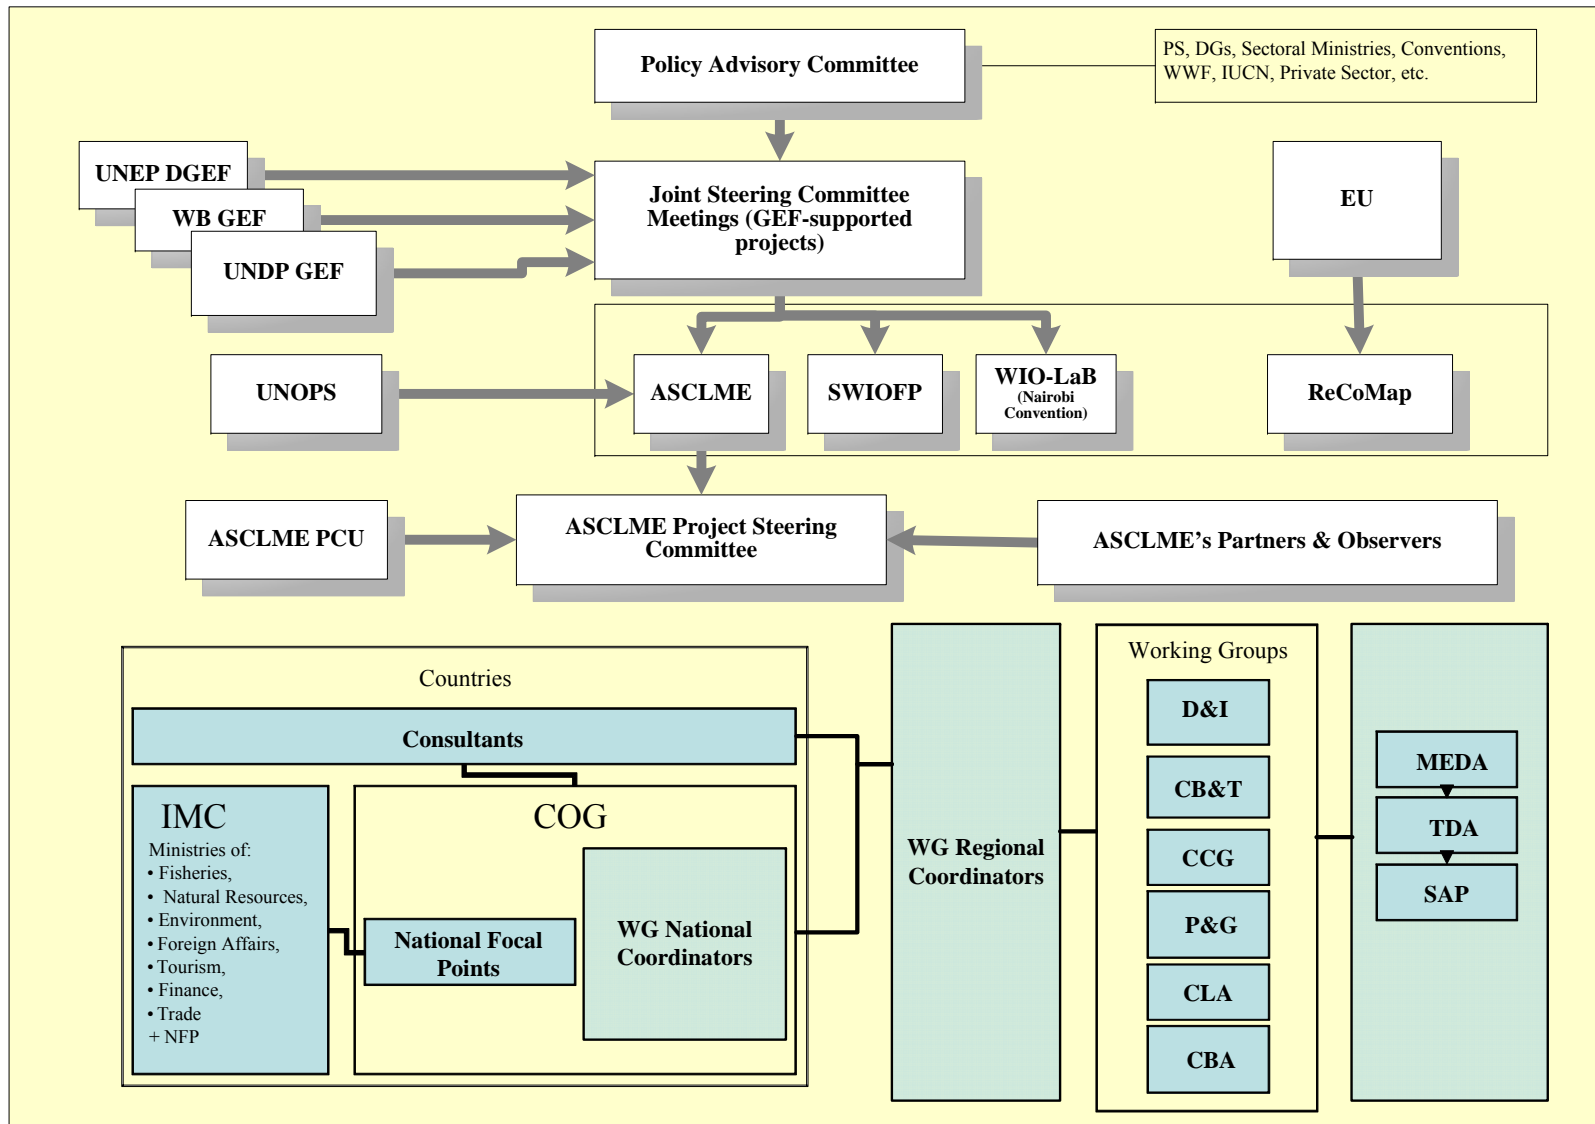 Policy Advisory Committee
PS, DGs, Sectoral Ministries, Conventions,
WWF, IUCN, Private Sector, etc.
UNEP DGEF
WB GEF
UNDP GEF
Joint Steering Committee
Meetings (GEF-supported
projects)
EU
UNOPS
ASCLME
SWIOFP
WIO-LaB
(Nairobi
Convention)
ReCoMap
ASCLME PCU
ASCLME Project Steering
Committee
ASCLME’s Partners & Observers
Countries
Consultants
IMC
Ministries of:
• Fisheries,
• Natural Resources,
• Environment,
• Foreign Affairs,
• Tourism,
• Finance,
• Trade
+ NFP
COG
National Focal
Points
WG National
Coordinators
WG Regional
Coordinators
Working Groups
D&I
CB&T
CCG
P&G
CLA
CBA
MEDA
TDA
SAP